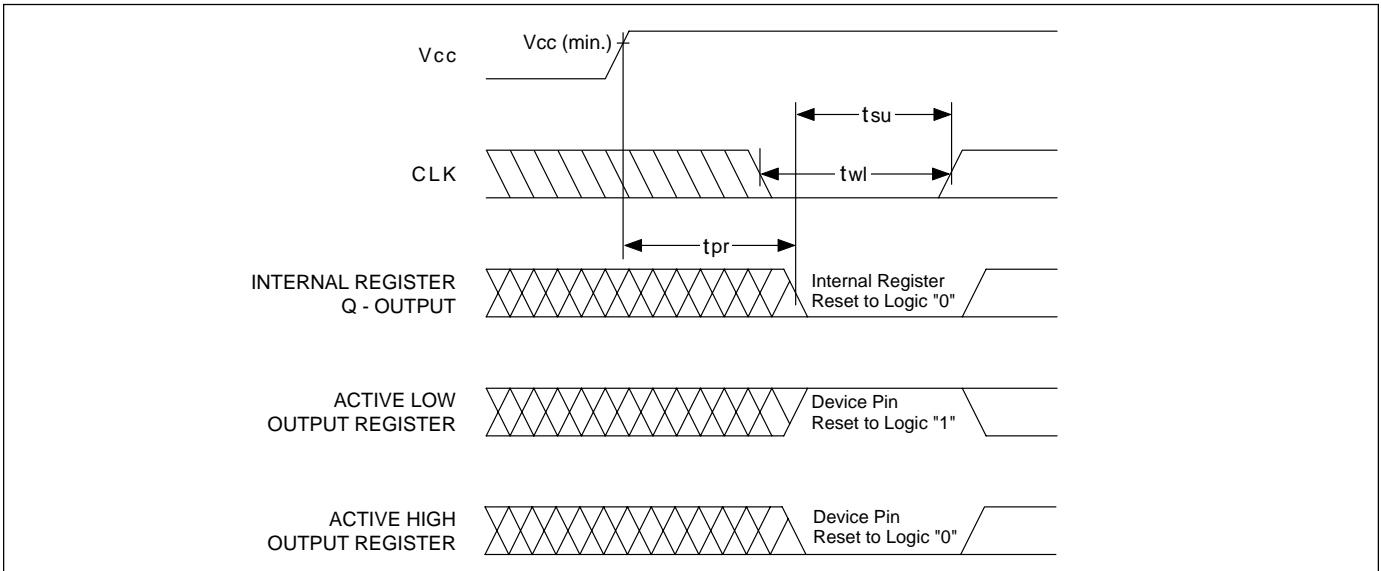 Vcc
Vcc (min.)
tsu
CLK
twl
tpr
INTERNAL REGISTER
Q - OUTPUT
Internal Register
Reset to Logic "0"
ACTIVE LOW
OUTPUT REGISTER
Device Pin
Reset to Logic "1"
ACTIVE HIGH
OUTPUT REGISTER
Device Pin
Reset to Logic "0"